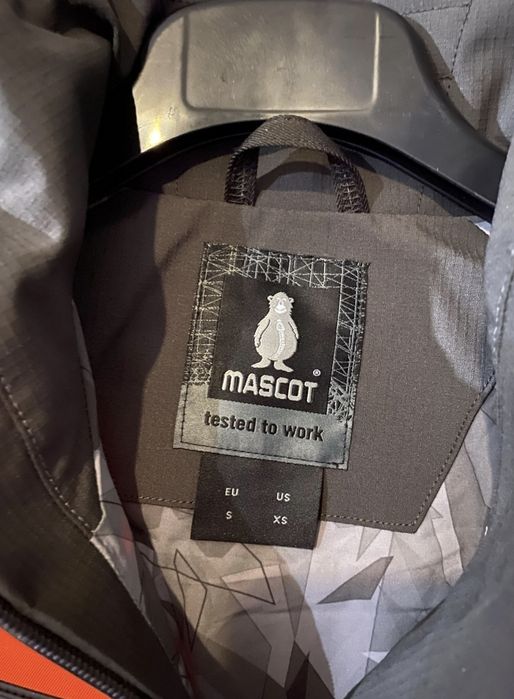 MASCOT ®
tested to work
EU US
S XS